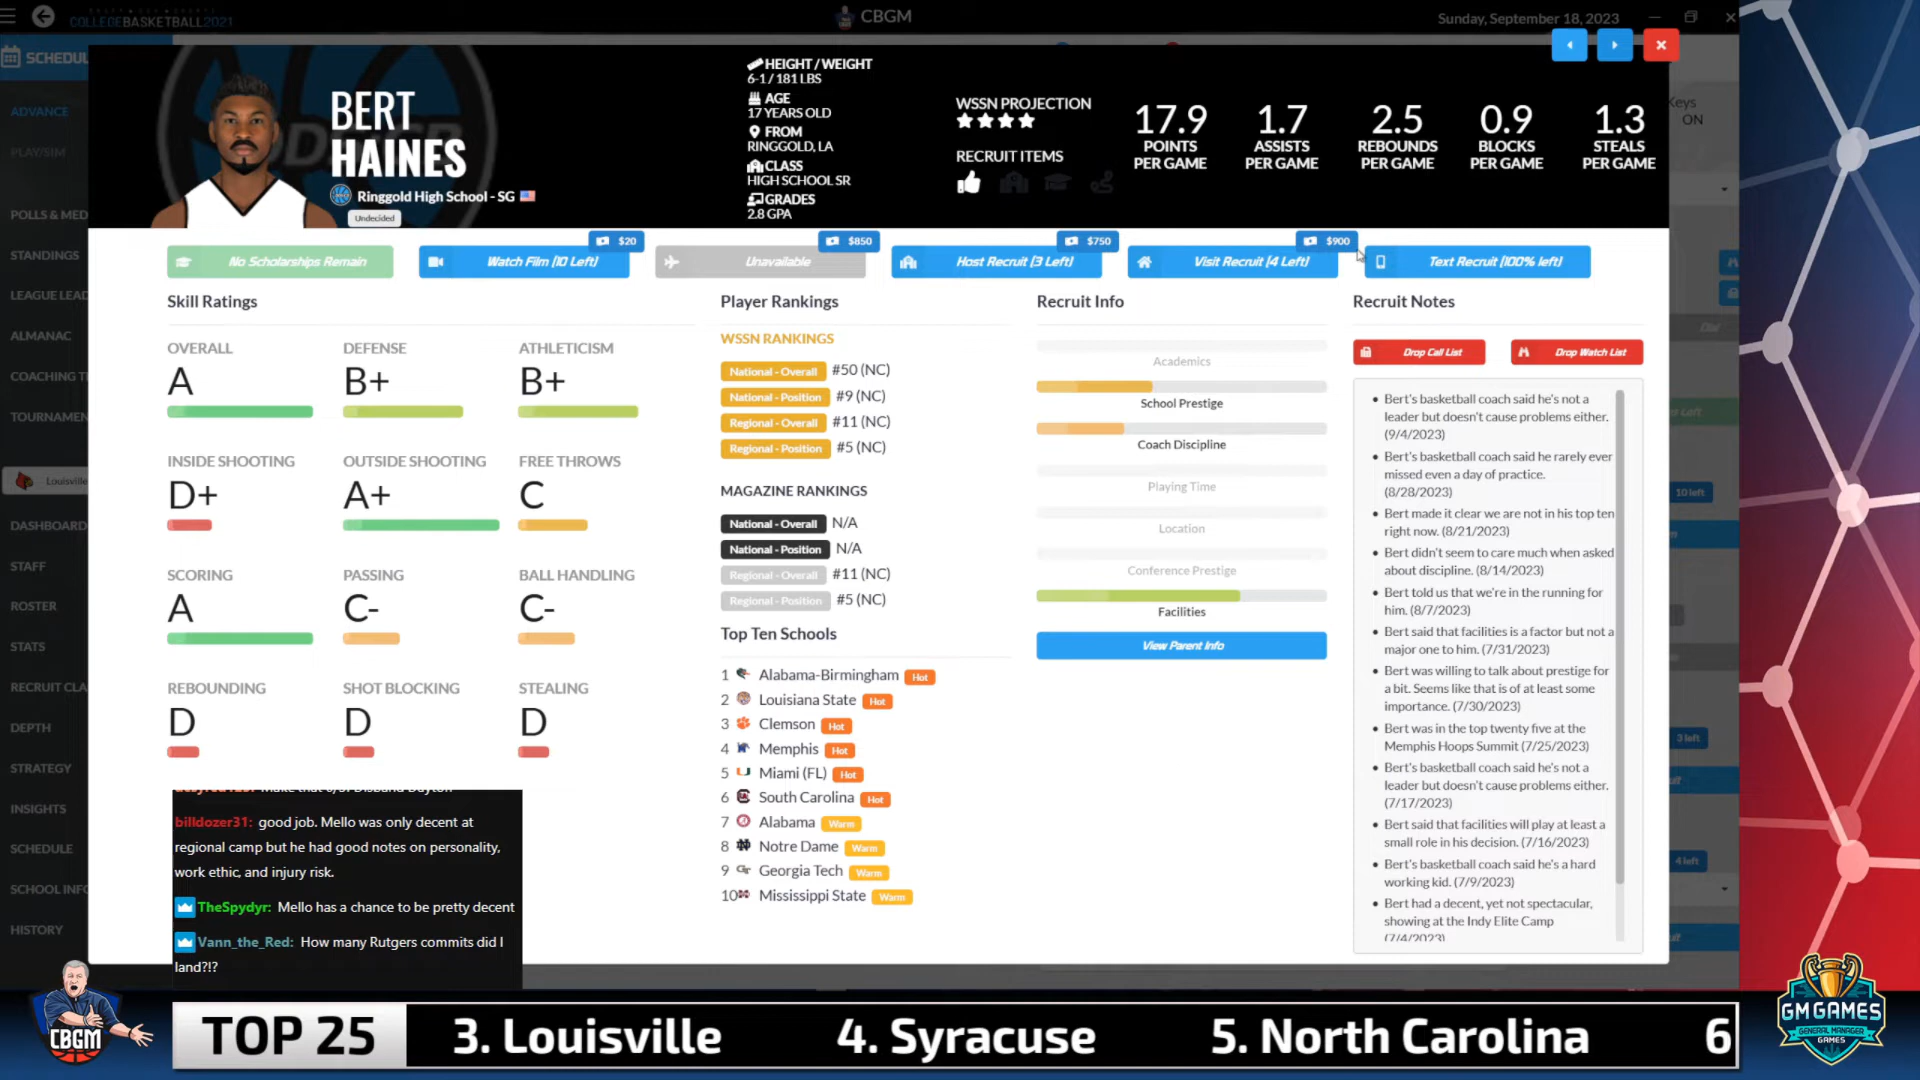 COLLEGEBASKETBALL2021
CBGM
Sunday, September 18, 2023
SCHEDUL
ADVANCE
PLAY/SIM
POLLS & MED
STANDINGS
LEAGUE LEAD
ALMANAC
COACHING T
TOURNAMEN
Louisville
DASHBOARD
STAFF
ROSTER
STATS
RECRUIT CLA
DEPTH
STRATEGY
INSIGHTS
SCHEDULE
SCHOOL INFO
HISTORY
BERT
HAINES
Ringgold High School - SG
Undecided
HEIGHT / WEIGHT
6-1 / 181 LBS
AGE
17 YEARS OLD
FROM
RINGGOLD, LA
CLASS
HIGH SCHOOL SR
GRADES
2.8 GPA
WSSN PROJECTION
RECRUIT ITEMS
17.9
POINTS
PER GAME
1.7
ASSISTS
PER GAME
2.5
REBOUNDS
PER GAME
0.9
BLOCKS
PER GAME
1.3
STEALS
PER GAME
Keys
ON
No Scholarships Remain
$20
Watch Film (10 Left)
$850
Unavailable
$750
Host Recruit (3 Left)
$900
Visit Recruit (4 Left)
Text Recruit (100% left)
Skill Ratings
OVERALL
A
DEFENSE
B+
ATHLETICISM
B+
INSIDE SHOOTING
D+
OUTSIDE SHOOTING
A+
FREE THROWS
C
SCORING
A
PASSING
C-
BALL HANDLING
C-
REBOUNDING
D
SHOT BLOCKING
D
STEALING
D
Player Rankings
WSSN RANKINGS
National - Overall #50 (NC)
National - Position #9 (NC)
Regional - Overall #11 (NC)
Regional - Position #5 (NC)
MAGAZINE RANKINGS
National - Overall N/A
National - Position N/A
Regional - Overall #11 (NC)
Regional - Position #5 (NC)
Top Ten Schools
1 Alabama-Birmingham Hot
2 Louisiana State Hot
3 Clemson Hot
4 Memphis Hot
5 Miami (FL) Hot
6 South Carolina Hot
7 Alabama Warm
8 Notre Dame Warm
9 Georgia Tech Warm
10 Mississippi State Warm
Recruit Info
Academics
School Prestige
Coach Discipline
Playing Time
Location
Conference Prestige
Facilities
View Parent Info
Recruit Notes
Drop Call List
Drop Watch List
Bert's basketball coach said he's not a
leader but doesn't cause problems either.
(9/4/2023)
Bert's basketball coach said he rarely ever
missed even a day of practice.
(8/28/2023)
Bert made it clear we are not in his top ten
right now. (8/21/2023)
Bert didn't seem to care much when asked
about discipline. (8/14/2023)
Bert told us that we're in the running for
him. (8/7/2023)
Bert said that facilities is a factor but not a
major one to him. (7/31/2023)
Bert was willing to talk about prestige for
a bit. Seems like that is of at least some
importance. (7/30/2023)
Bert was in the top twenty five at the
Memphis Hoops Summit (7/25/2023)
Bert's basketball coach said he's not a
leader but doesn't cause problems either.
(7/17/2023)
Bert said that facilities will play at least a
small role in his decision. (7/16/2023)
Bert's basketball coach said he's a hard
working kid. (7/9/2023)
Bert had a decent, yet not spectacular,
showing at the Indy Elite Camp
(7/4/2023)
10 left
3 left
4 left
billdozer31: good job. Mello was only decent at
regional camp but he had good notes on personality,
work ethic, and injury risk.
TheSpydyr: Mello has a chance to be pretty decent
Vann_the_Red: How many Rutgers commits did I
land?!?
CBGM
TOP 25
3. Louisville
4. Syracuse
5. North Carolina
6
GM GAMES
GENERAL MANAGER
GAMES